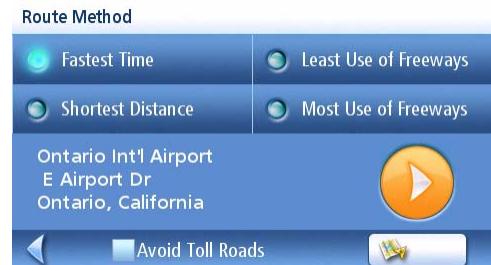 Route Method
Fastest Time
Least Use of Freeways
Shortest Distance
Most Use of Freeways
Ontario Int'l Airport
E Airport Dr
Ontario, California
Avoid Toll Roads